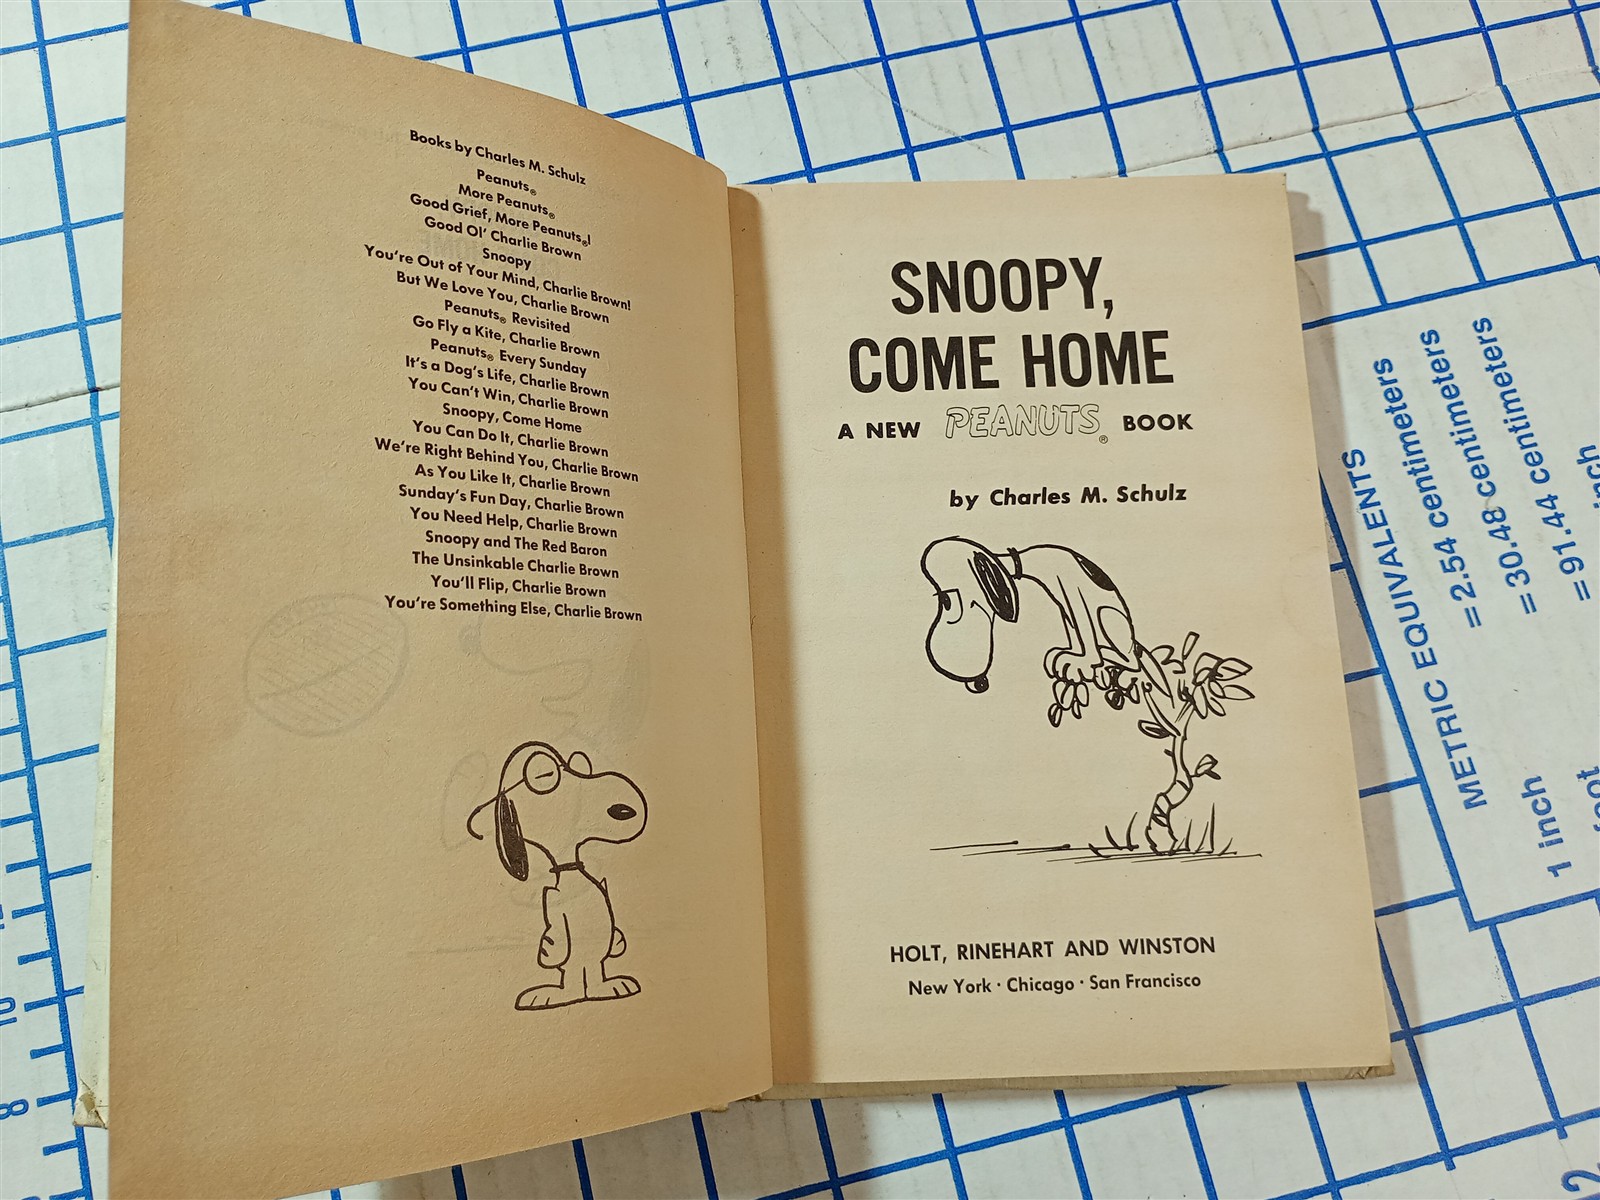 Books by Charles M. Schulz
Peanuts®
More Peanuts®
Good Grief, More Peanuts®!
Good Ol' Charlie Brown
Snoopy
You're Out of Your Mind, Charlie Brown!
But We Love You, Charlie Brown
Peanuts® Revisited
Go Fly a Kite, Charlie Brown
Peanuts® Every Sunday
It's a Dog's Life, Charlie Brown
You Can't Win, Charlie Brown
Snoopy, Come Home
You Can Do It, Charlie Brown
We're Right Behind You, Charlie Brown
As You Like It, Charlie Brown
Sunday's Fun Day, Charlie Brown
You Need Help, Charlie Brown
Snoopy and The Red Baron
The Unsinkable Charlie Brown
You'll Flip, Charlie Brown
You're Something Else, Charlie Brown
SNOOPY,
COME HOME
A NEW PEANUTS® BOOK
by Charles M. Schulz
HOLT, RINEHART AND WINSTON
New York · Chicago · San Francisco
METRIC EQUIVALENTS
1 inch = 2.54 centimeters
foot = 30.48 centimeters
inch = 91.44 centimeters
12
10
8